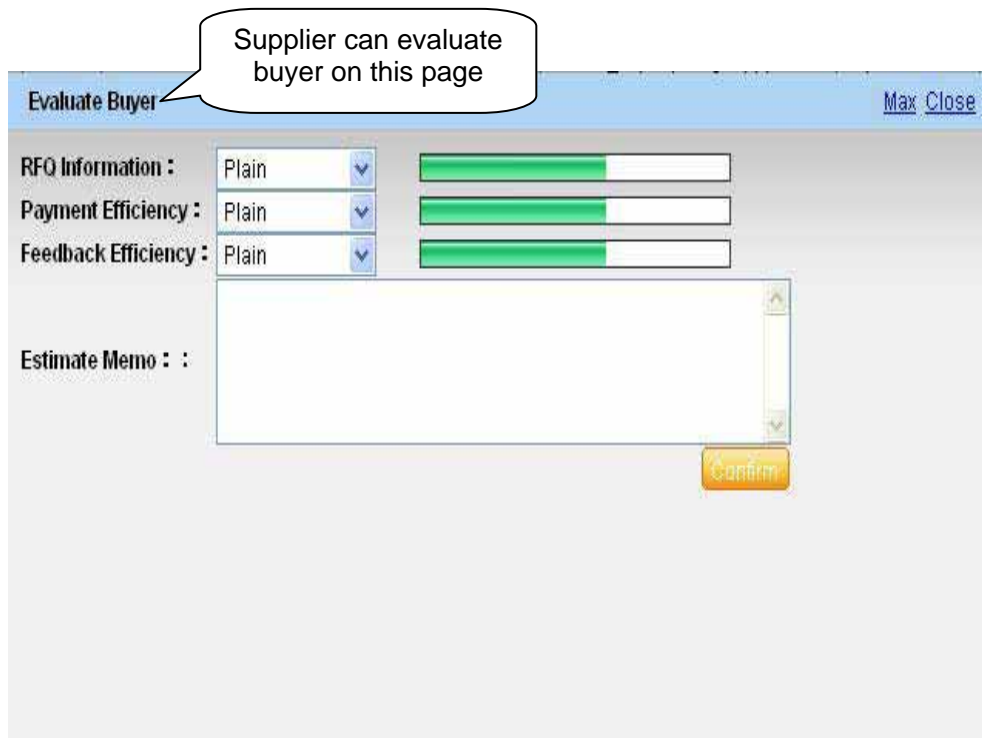 Supplier can evaluate
buyer on this page
Evaluate Buyer
Max Close
RFQ Information：
Plain
Payment Efficiency：
Plain
Feedback Efficiency：
Plain
Estimate Memo：:
Confirm